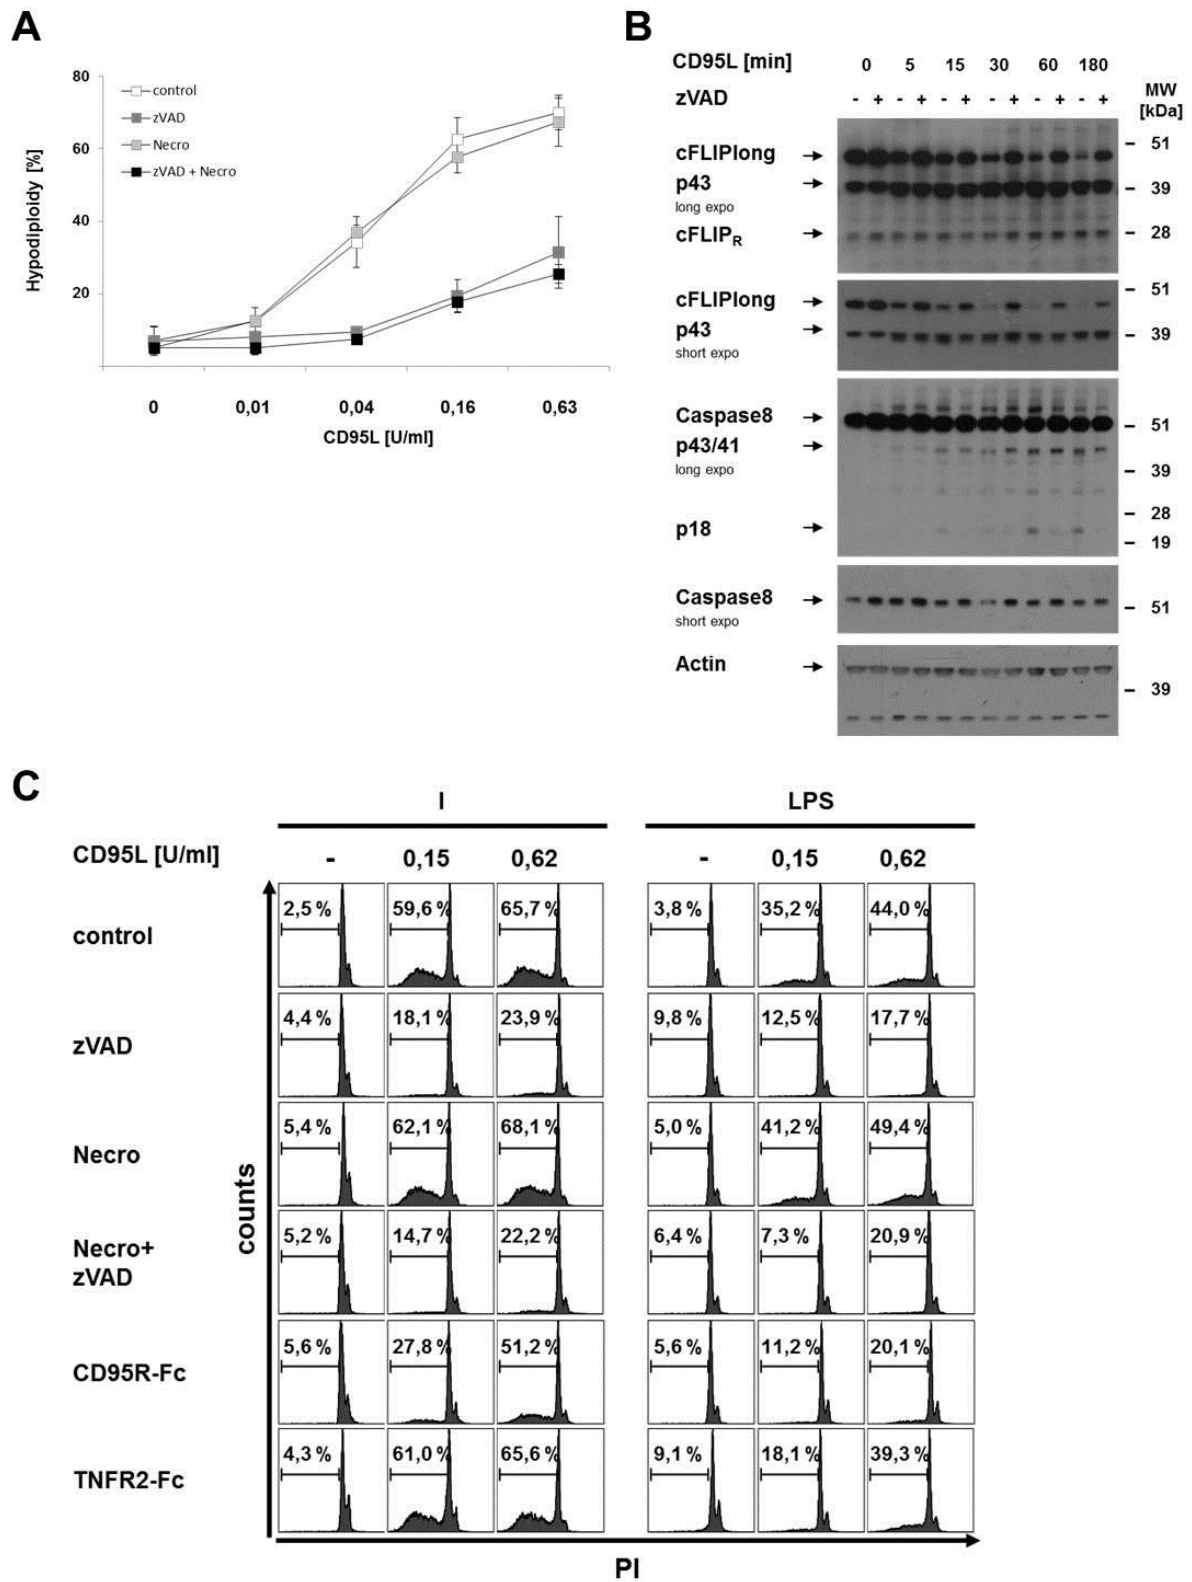 A
80
60
40
20
Hypodiploidy [%]
control
zVAD
Necro
zVAD + Necro
0 0,01 0,04 0,16 0,63
CD95L [U/ml]
B
CD95L [min] 0 5 15 30 60 180
zVAD - + - + - + - + - + - +
MW
[kDa]
cFLIPlong
p43
long expo
cFLIPR
51
39
28
cFLIPlong
p43
short expo
51
39
Caspase8
p43/41
long expo
p18
51
39
28
19
Caspase8
short expo
51
Actin
39
C
I LPS
CD95L [U/ml] - 0,15 0,62 - 0,15 0,62
control 2,5 % 59,6 % 65,7 % 3,8 % 35,2 % 44,0 %
zVAD 4,4 % 18,1 % 23,9 % 9,8 % 12,5 % 17,7 %
Necro 5,4 % 62,1 % 68,1 % 5,0 % 41,2 % 49,4 %
Necro+
zVAD 5,2 % 14,7 % 22,2 % 6,4 % 7,3 % 20,9 %
CD95R-Fc 5,6 % 27,8 % 51,2 % 5,6 % 11,2 % 20,1 %
TNFR2-Fc 4,3 % 61,0 % 65,6 % 9,1 % 18,1 % 39,3 %
counts
PI